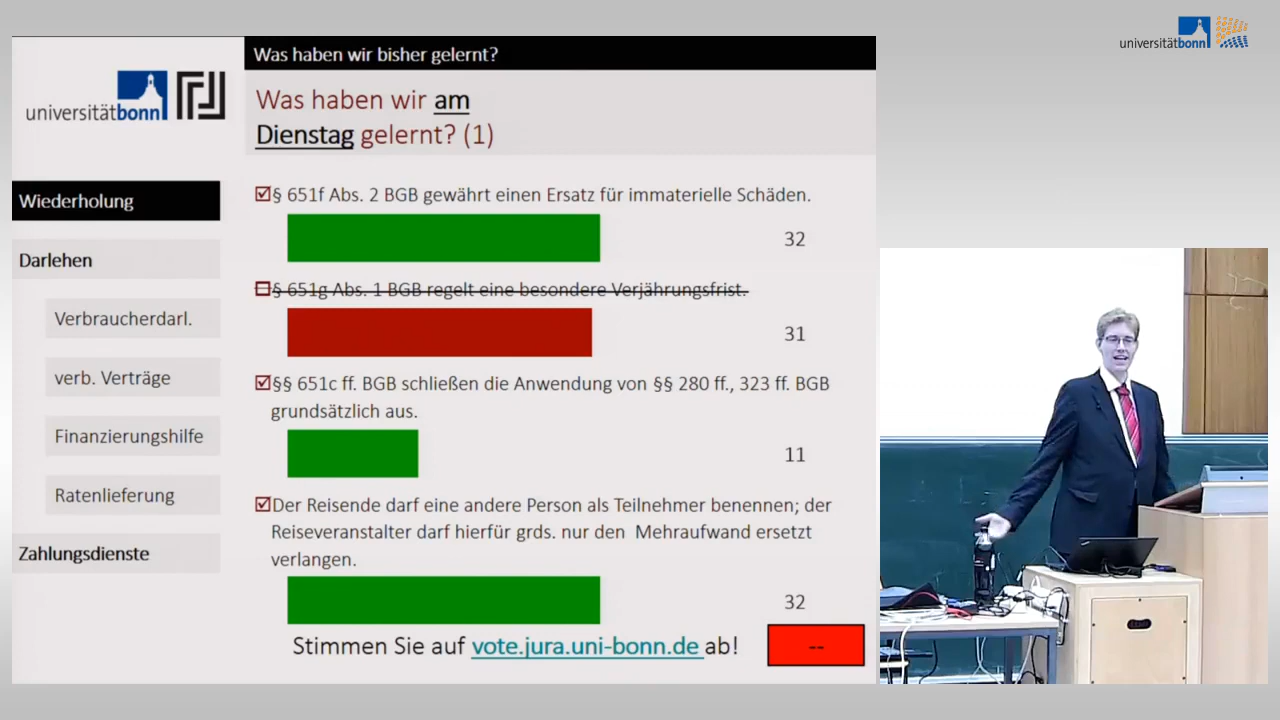 universitätbonn
Was haben wir bisher gelernt?
universitätbonn
Was haben wir am
Dienstag gelernt? (1)
Wiederholung
Darlehen
Verbraucherdarl.
verb. Verträge
Finanzierungshilfe
Ratenlieferung
Zahlungsdienste
§ 651f Abs. 2 BGB gewährt einen Ersatz für immaterielle Schäden.
32
§ 651g Abs. 1 BGB regelt eine besondere Verjährungsfrist.
31
§§ 651c ff. BGB schließen die Anwendung von §§ 280 ff., 323 ff. BGB
grundsätzlich aus.
11
Der Reisende darf eine andere Person als Teilnehmer benennen; der
Reiseveranstalter darf hierfür grds. nur den Mehraufwand ersetzt
verlangen.
32
Stimmen Sie auf vote.jura.uni-bonn.de ab!
--